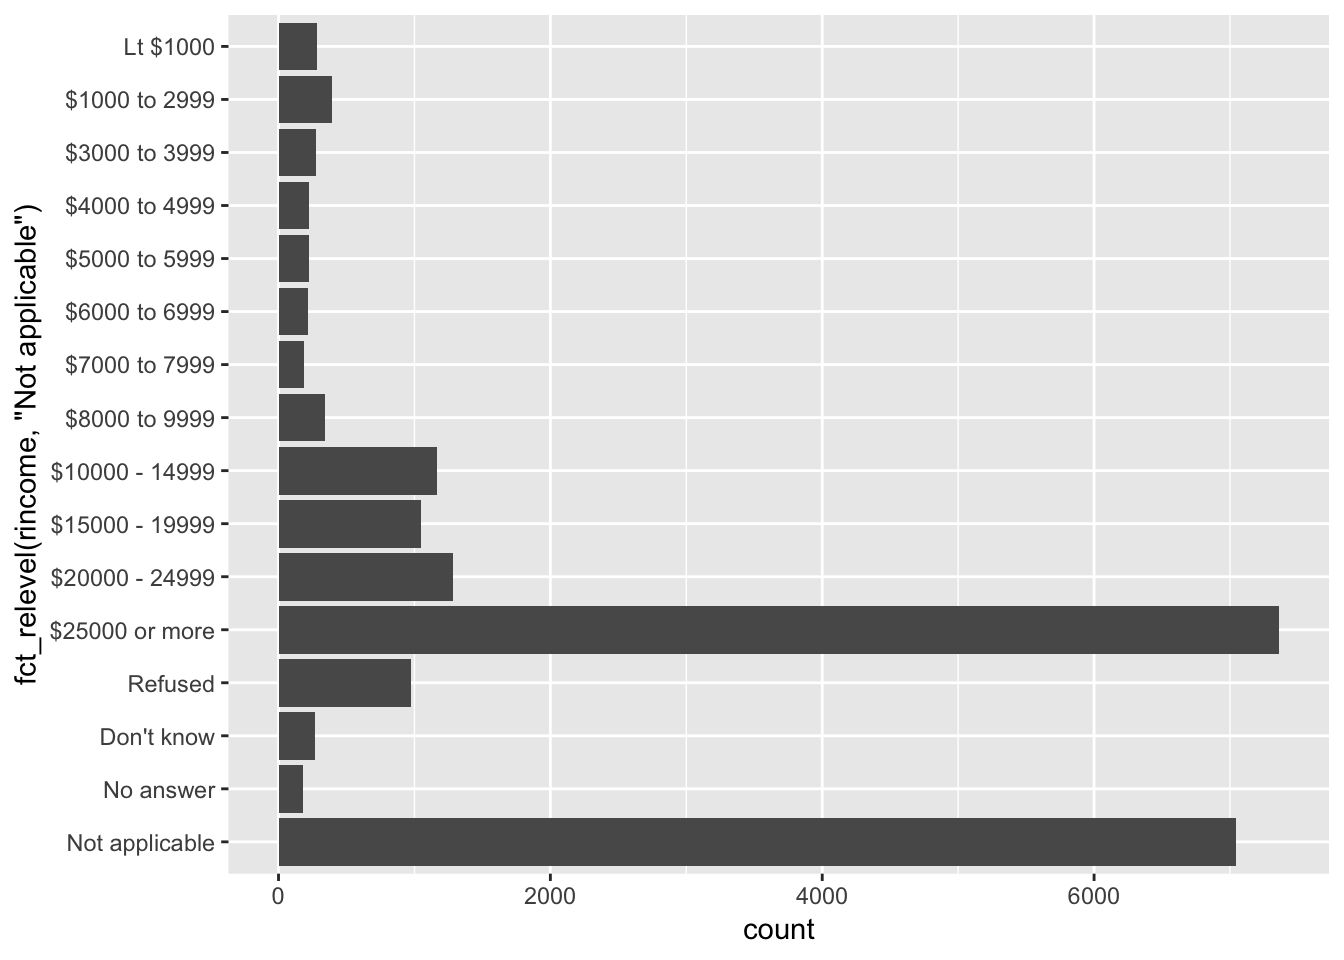 fct_relevel(rincome, "Not applicable")
Lt $1000
$1000 to 2999
$3000 to 3999
$4000 to 4999
$5000 to 5999
$6000 to 6999
$7000 to 7999
$8000 to 9999
$10000 - 14999
$15000 - 19999
$20000 - 24999
$25000 or more
Refused
Don't know
No answer
Not applicable
0 2000 4000 6000
count